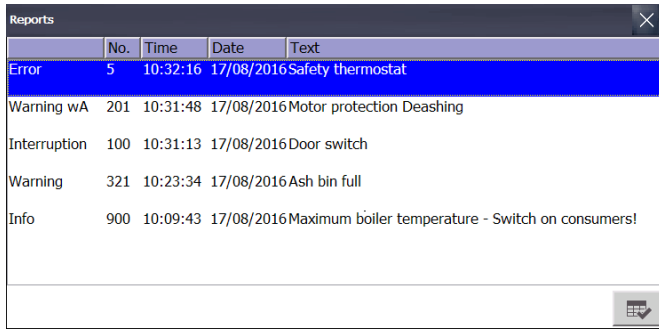 Reports
No. Time Date Text
Error 5 10:32:16 17/08/2016 Safety thermostat
Warning wA 201 10:31:48 17/08/2016 Motor protection Deashing
Interruption 100 10:31:13 17/08/2016 Door switch
Warning 321 10:23:34 17/08/2016 Ash bin full
Info 900 10:09:43 17/08/2016 Maximum boiler temperature - Switch on consumers!